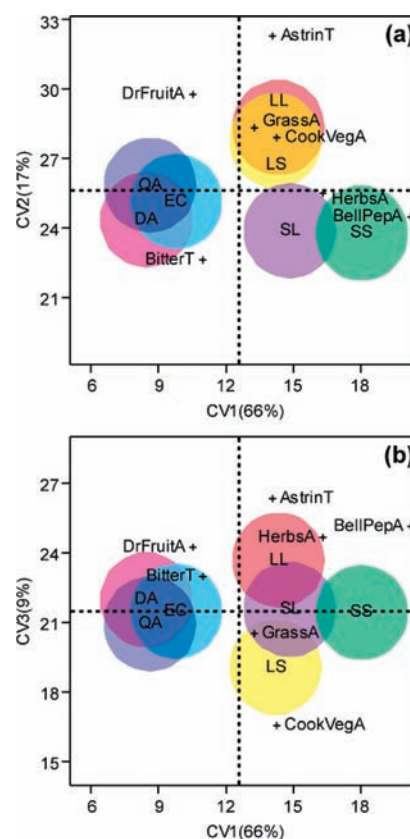 (a)
33
30
27
24
21
CV2(17%)
AstrinT
DrFruitA
LL
GrassA
CookVegA
LS
QA
EC
DA
BitterT
HerbsA
BellPepA
SL
SS
6 9 12 15 18
CV1(66%)
(b)
27
24
21
18
15
CV3(9%)
AstrinT
HerbsA
BellPepA
DrFruitA
LL
BitterT
DA
EC
SL
SS
QA
GrassA
LS
CookVegA
6 9 12 15 18
CV1(66%)